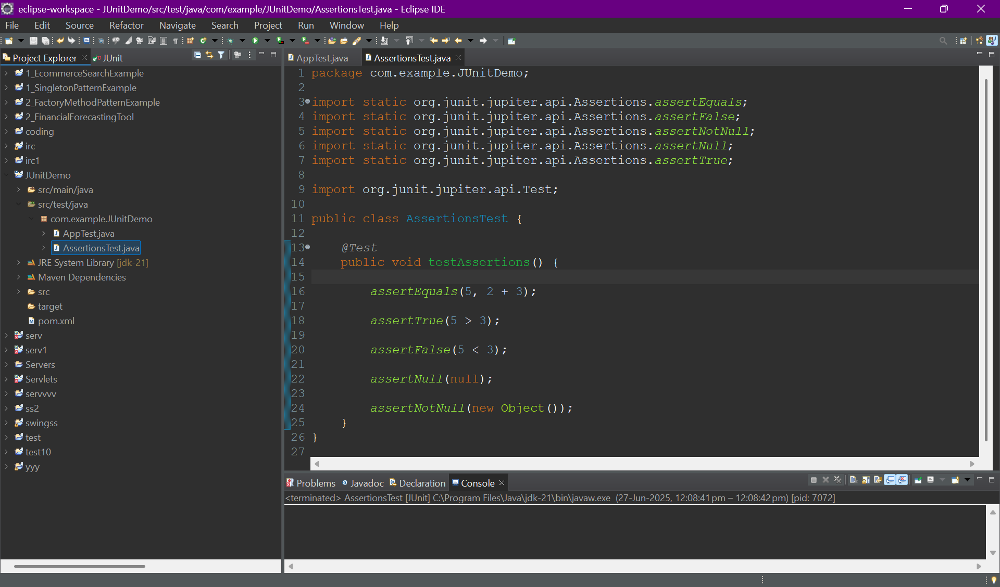 eclipse-workspace - JUnitDemo/src/test/java/com/example/JUnitDemo/AssertionsTest.java - Eclipse IDE
File Edit Source Refactor Navigate Search Project Run Window Help
Project Explorer JUnit
1_EcommerceSearchExample
1_SingletonPatternExample
2_FactoryMethodPatternExample
2_FinancialForecastingTool
coding
irc
irc1
JUnitDemo
src/main/java
src/test/java
com.example.JUnitDemo
AppTest.java
AssertionsTest.java
JRE System Library [jdk-21]
Maven Dependencies
src
target
pom.xml
serv
serv1
Servers
Servlets
servvvv
ss2
swingss
test
test10
yyy
AppTest.java AssertionsTest.java
1 package com.example.JUnitDemo;
2
3 import static org.junit.jupiter.api.Assertions.assertEquals;
4 import static org.junit.jupiter.api.Assertions.assertFalse;
5 import static org.junit.jupiter.api.Assertions.assertNotNull;
6 import static org.junit.jupiter.api.Assertions.assertNull;
7 import static org.junit.jupiter.api.Assertions.assertTrue;
8
9 import org.junit.jupiter.api.Test;
10
11 public class AssertionsTest {
12
13 @Test
14 public void testAssertions() {
15
16 assertEquals(5, 2 + 3);
17
18 assertTrue(5 > 3);
19
20 assertFalse(5 < 3);
21
22 assertNull(null);
23
24 assertNotNull(new Object());
25 }
26 }
27
Problems Javadoc Declaration Console
<terminated> AssertionsTest [JUnit] C:\Program Files\Java\jdk-21\bin\javaw.exe (27-Jun-2025, 12:08:41 pm – 12:08:42 pm) [pid: 7072]